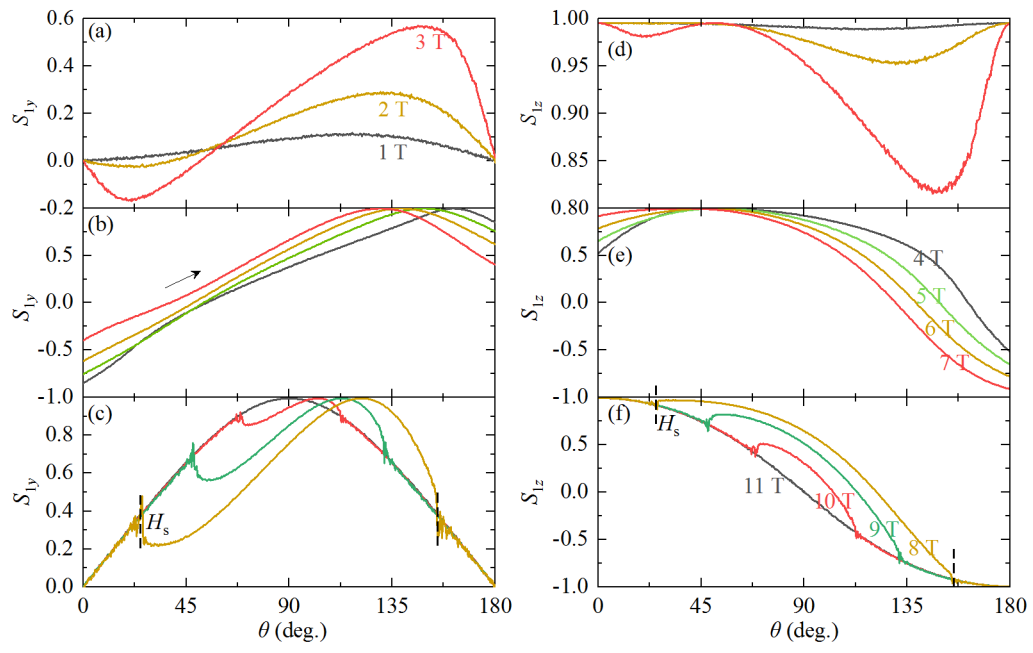 (a)
0.6
0.4
0.2
0.0
S1y
3 T
2 T
1 T
(b)
-0.2
0.5
0.0
-0.5
S1y
(c)
-1.0
0.8
0.6
0.4
0.2
0.0
S1y
Hs
0 45 90 135 180
θ (deg.)
(d)
1.00
0.95
0.90
0.85
S1z
(e)
0.80
0.5
0.0
-0.5
S1z
4 T
5 T
6 T
7 T
(f)
-1.0
0.5
0.0
-0.5
-1.0
S1z
Hs
11 T
10 T
9 T
8 T
0 45 90 135 180
θ (deg.)